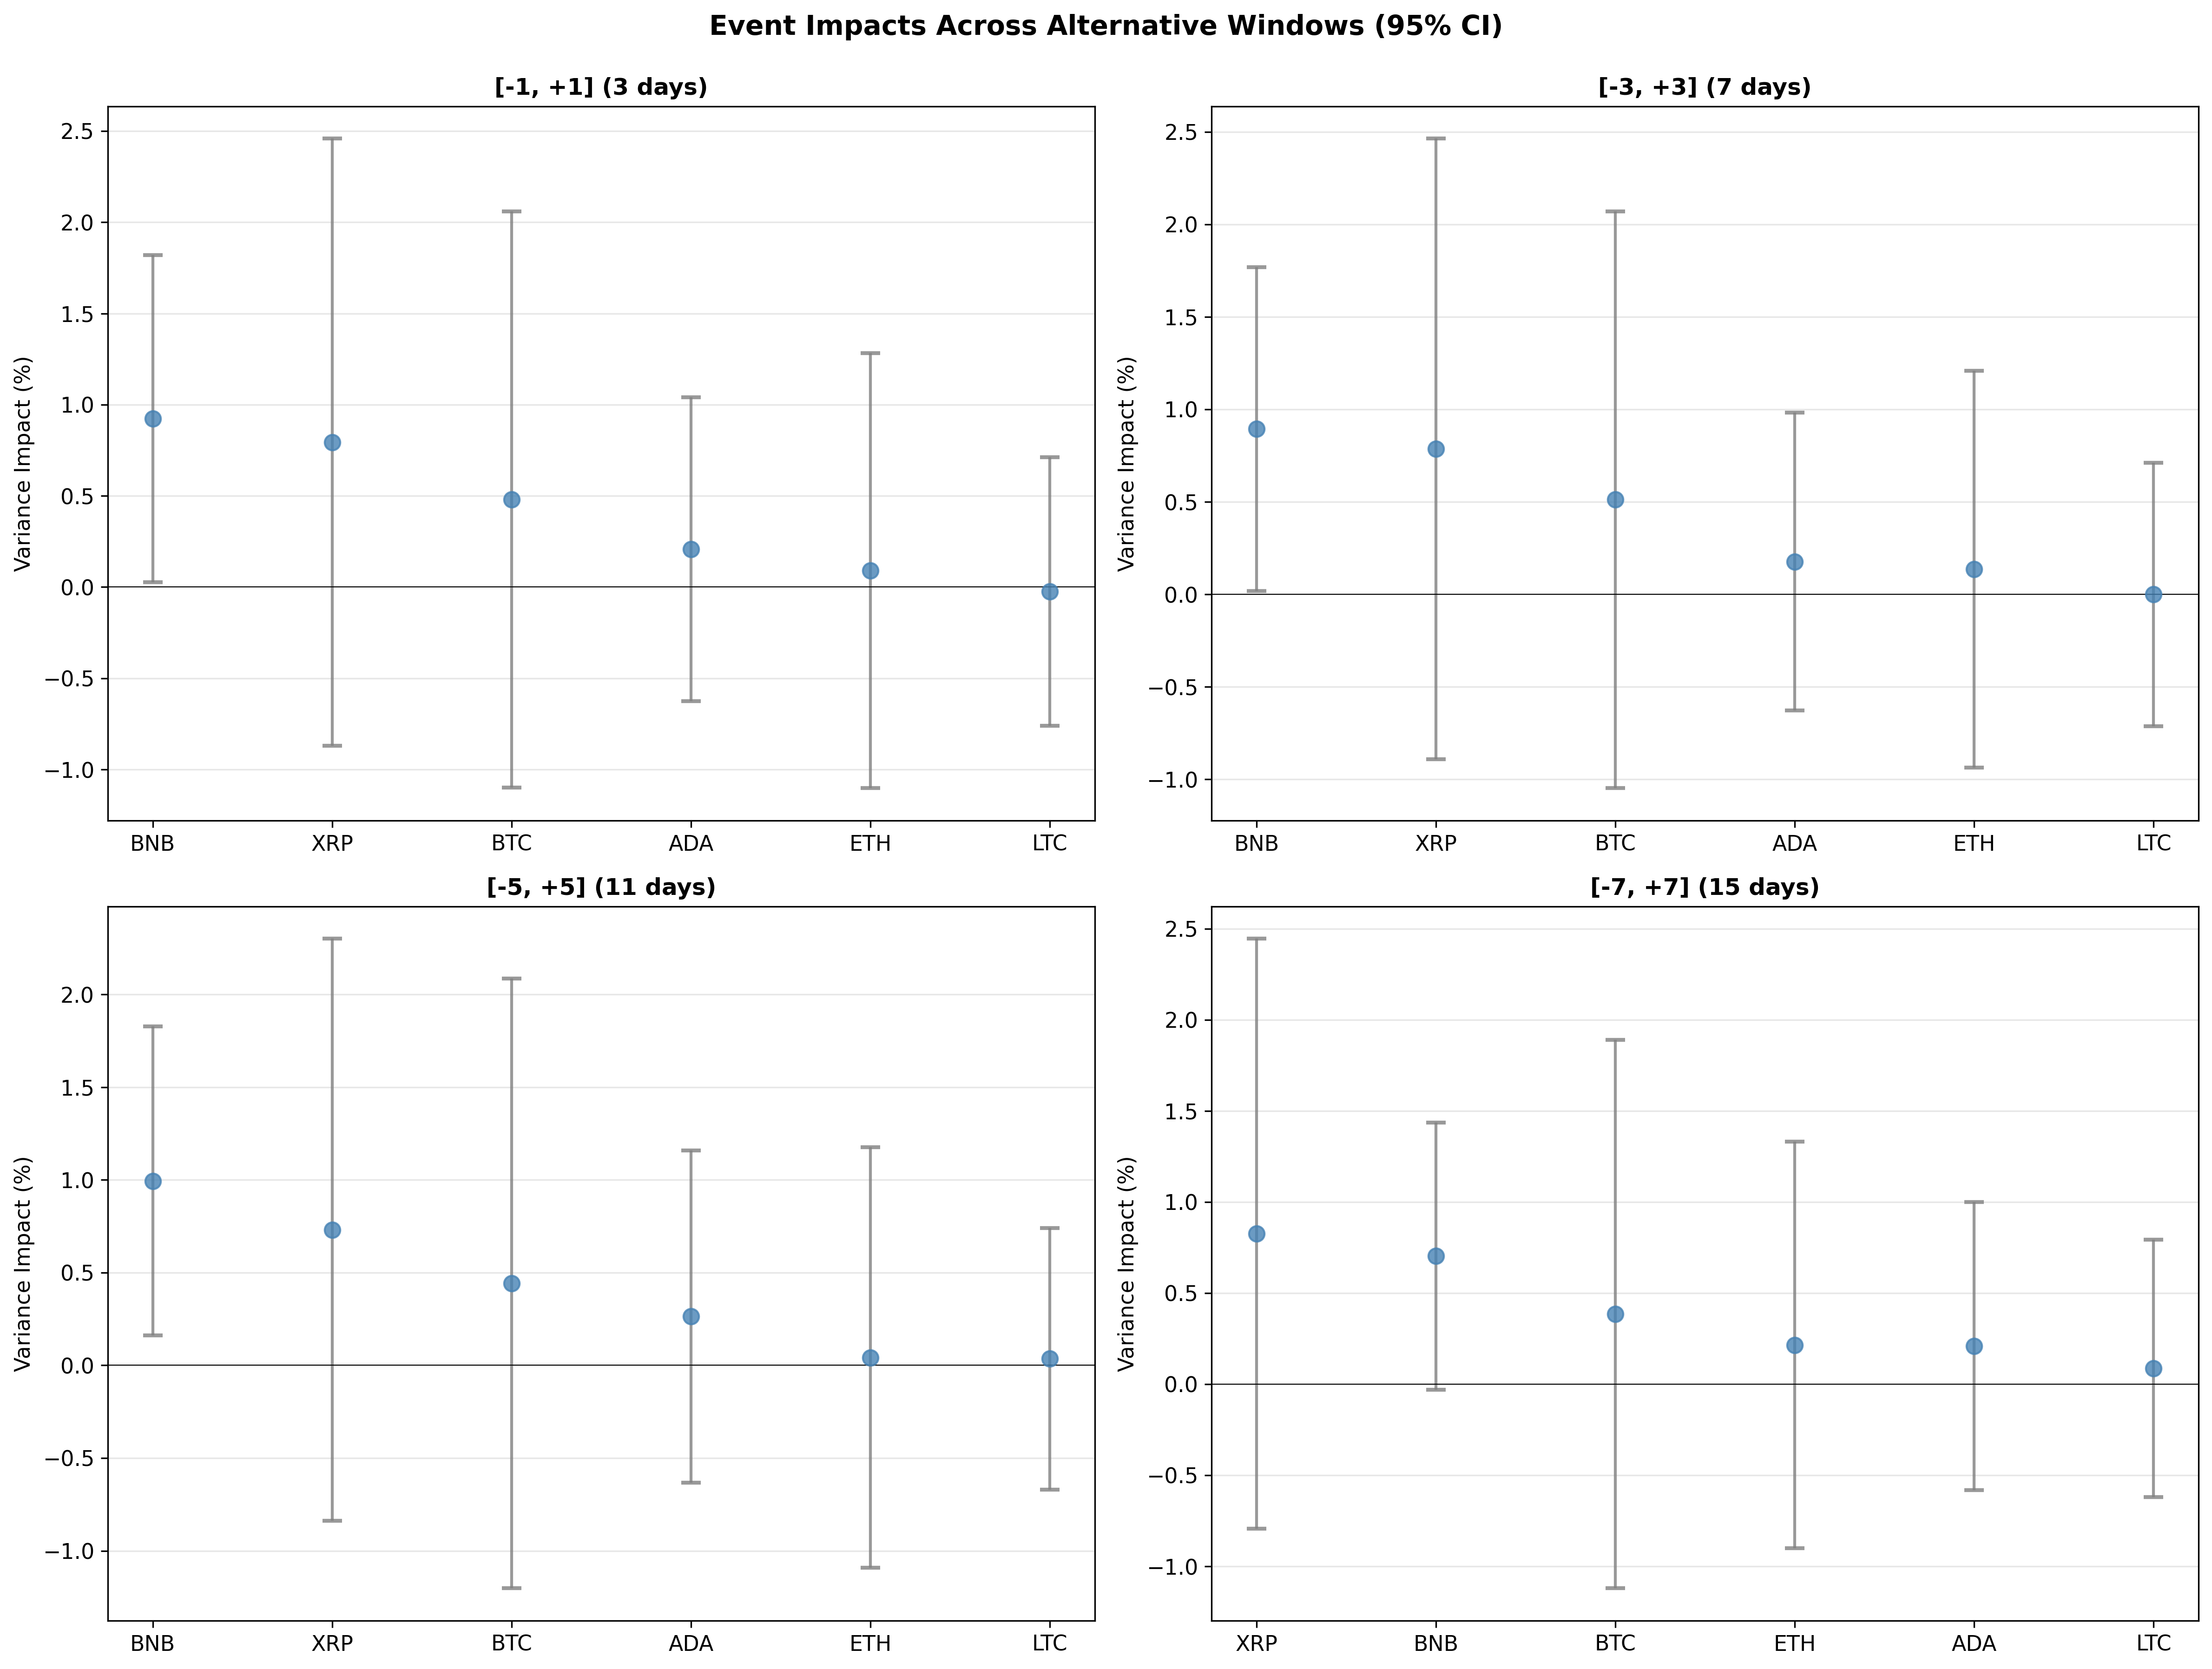 Event Impacts Across Alternative Windows (95% CI)
[-1, +1] (3 days)
Variance Impact (%)
2.5
2.0
1.5
1.0
0.5
0.0
−0.5
−1.0
BNB XRP BTC ADA ETH LTC
[-3, +3] (7 days)
Variance Impact (%)
2.5
2.0
1.5
1.0
0.5
0.0
−0.5
−1.0
BNB XRP BTC ADA ETH LTC
[-5, +5] (11 days)
Variance Impact (%)
2.0
1.5
1.0
0.5
0.0
−0.5
−1.0
BNB XRP BTC ADA ETH LTC
[-7, +7] (15 days)
Variance Impact (%)
2.5
2.0
1.5
1.0
0.5
0.0
−0.5
−1.0
XRP BNB BTC ETH ADA LTC